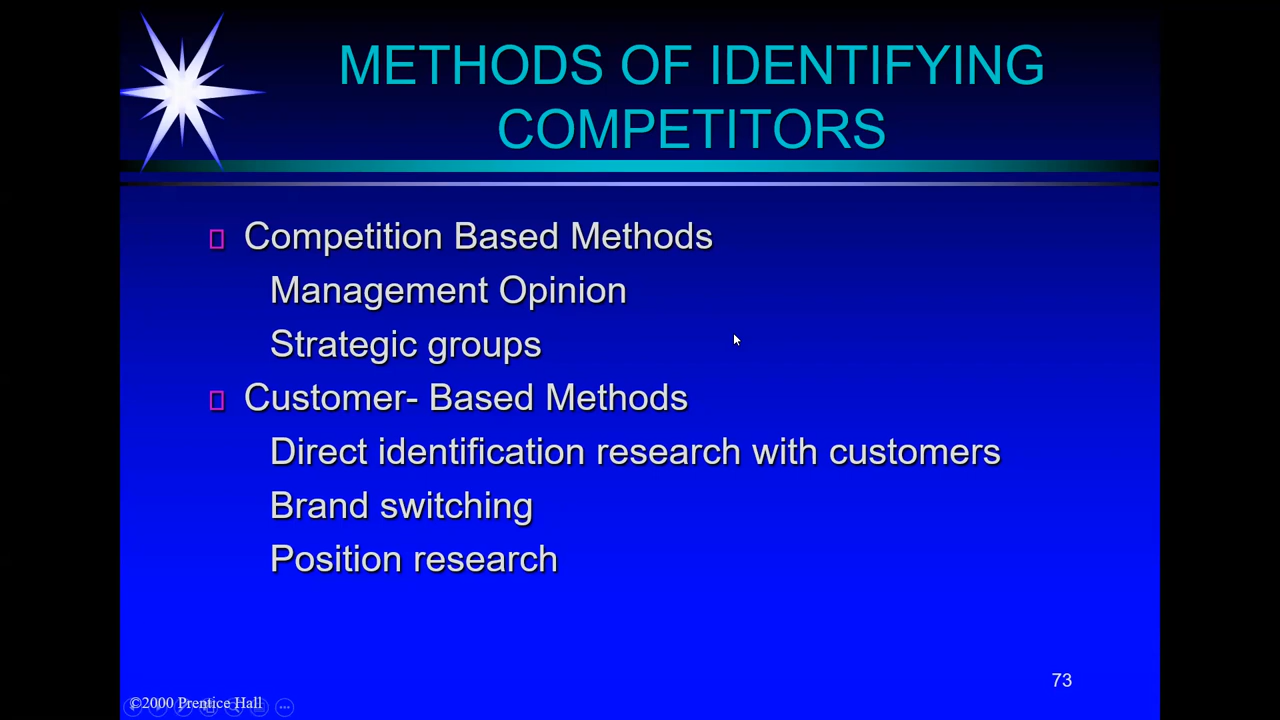 METHODS OF IDENTIFYING
COMPETITORS
Competition Based Methods
Management Opinion
Strategic groups
Customer- Based Methods
Direct identification research with customers
Brand switching
Position research
73
©2000 Prentice Hall